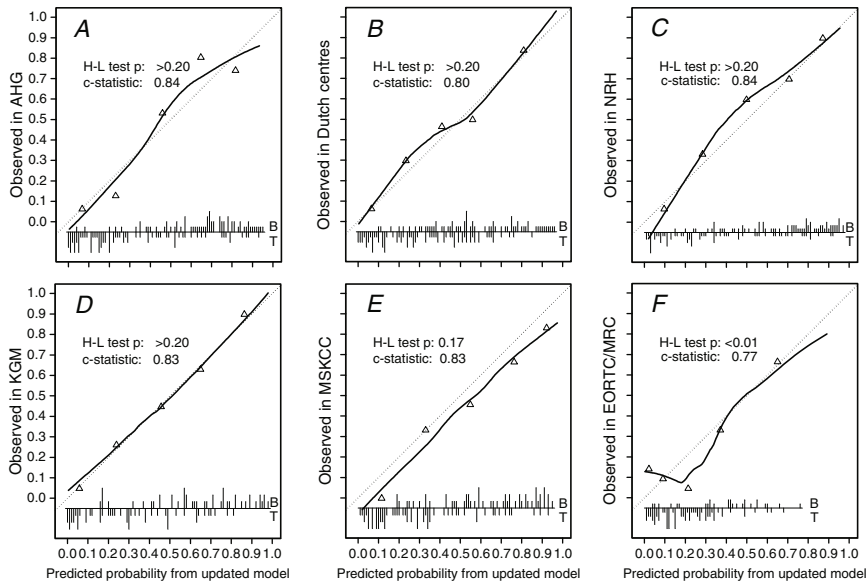 A
B
C
1.0
0.9
0.8
0.7
0.6
0.5
0.4
0.3
0.2
0.1
0.0
Observed in AHG
H-L test p: >0.20
c-statistic: 0.84
B
T
Observed in Dutch centres
H-L test p: >0.20
c-statistic: 0.80
B
T
Observed in NRH
H-L test p: >0.20
c-statistic: 0.84
B
T
D
E
F
1.0
0.9
0.8
0.7
0.6
0.5
0.4
0.3
0.2
0.1
0.0
Observed in KGM
H-L test p: >0.20
c-statistic: 0.83
B
T
Observed in MSKCC
H-L test p: 0.17
c-statistic: 0.83
B
T
Observed in EORTC/MRC
H-L test p: <0.01
c-statistic: 0.77
B
T
0.0 0.1 0.2 0.3 0.4 0.5 0.6 0.7 0.8 0.9 1.0
0.0 0.1 0.2 0.3 0.4 0.5 0.6 0.7 0.8 0.9 1.0
0.0 0.1 0.2 0.3 0.4 0.5 0.6 0.7 0.8 0.9 1.0
Predicted probability from updated model
Predicted probability from updated model
Predicted probability from updated model